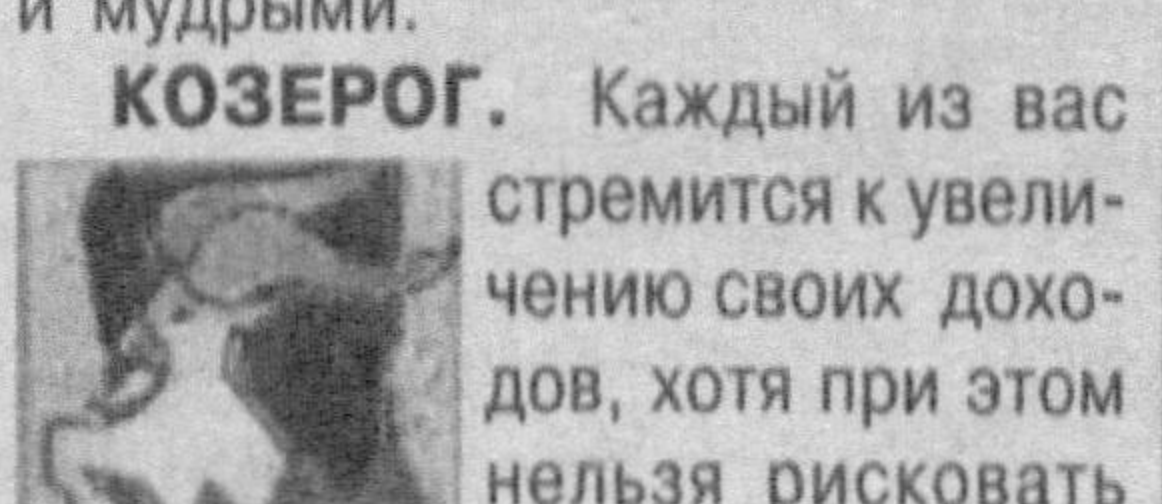 и мудрыми.
КОЗЕРОГ. Каждый из вас
стремится к увели-
чению своих дохо-
дов, хотя при этом
нельзя рисковать